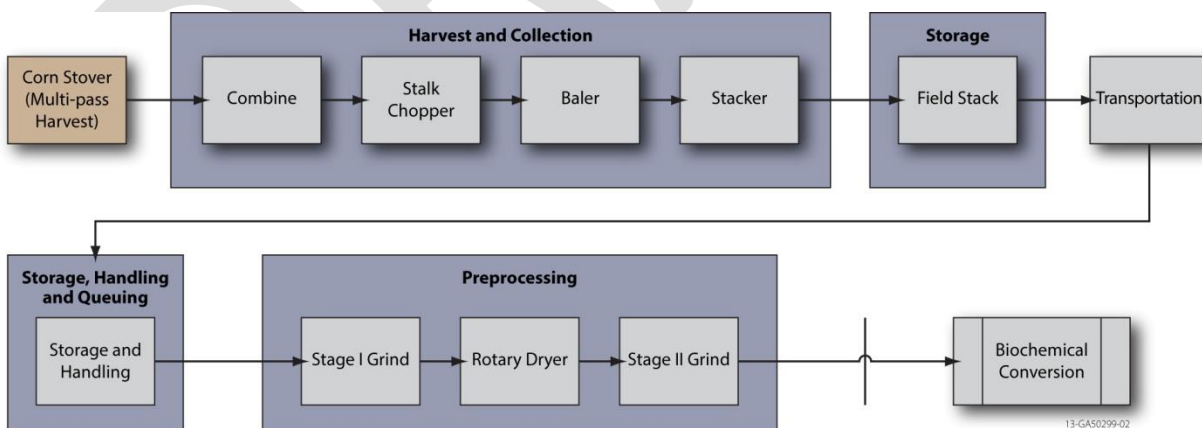 Harvest and Collection
Storage
Corn Stover
(Multi-pass
Harvest)
Combine
Stalk
Chopper
Baler
Stacker
Field Stack
Transportation
Storage, Handling
and Queuing
Preprocessing
Storage and
Handling
Stage I Grind
Rotary Dryer
Stage II Grind
Biochemical
Conversion
13-GA50299-02